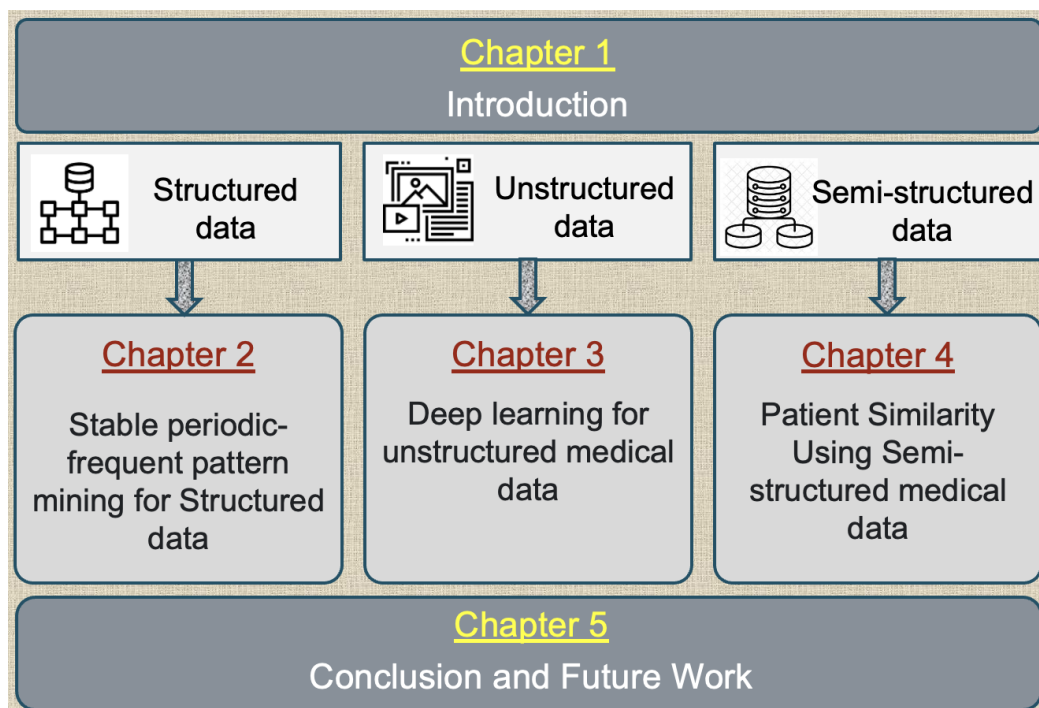 Chapter 1
Introduction
Structured
data
Unstructured
data
Semi-structured
data
Chapter 2
Stable periodic-
frequent pattern
mining for Structured
data
Chapter 3
Deep learning for
unstructured medical
data
Chapter 4
Patient Similarity
Using Semi-
structured medical
data
Chapter 5
Conclusion and Future Work